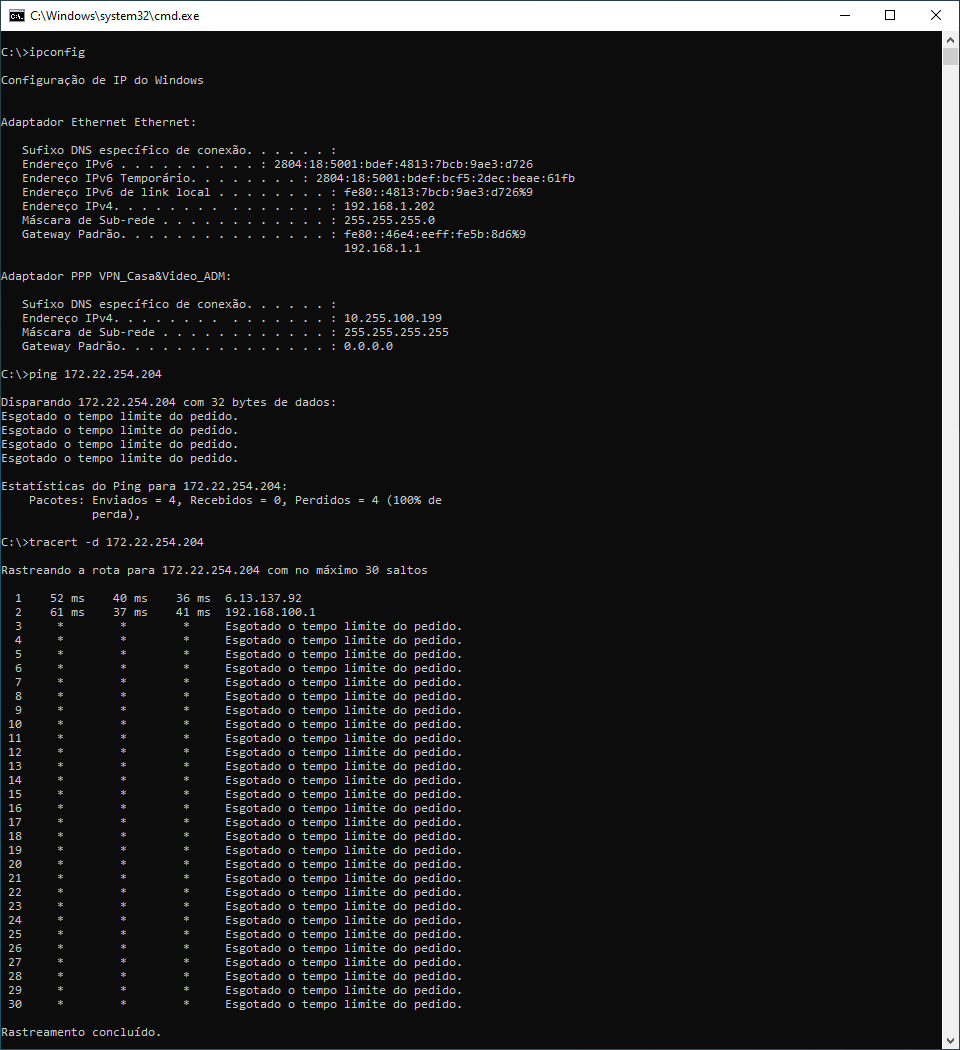 C:\Windows\system32\cmd.exe
C:\>ipconfig
Configuração de IP do Windows
Adaptador Ethernet Ethernet:
Sufixo DNS específico de conexão. . . . . . :
Endereço IPv6 . . . . . . . . . . : 2804:18:5001:bdef:4813:7bcb:9ae3:d726
Endereço IPv6 Temporário. . . . . . . . : 2804:18:5001:bdef:bcf5:2dec:beae:61fb
Endereço IPv6 de link local . . . . . . . . : fe80::4813:7bcb:9ae3:d726%9
Endereço IPv4. . . . . . . .  . . . . . . . : 192.168.1.202
Máscara de Sub-rede . . . . . . . . . . . . : 255.255.255.0
Gateway Padrão. . . . . . . . . . . . . . . : fe80::46e4:eeff:fe5b:8d6%9
192.168.1.1
Adaptador PPP VPN_Casa&Video_ADM:
Sufixo DNS específico de conexão. . . . . . :
Endereço IPv4. . . . . . . .  . . . . . . . : 10.255.100.199
Máscara de Sub-rede . . . . . . . . . . . . : 255.255.255.255
Gateway Padrão. . . . . . . . . . . . . . . : 0.0.0.0
C:\>ping 172.22.254.204
Disparando 172.22.254.204 com 32 bytes de dados:
Esgotado o tempo limite do pedido.
Esgotado o tempo limite do pedido.
Esgotado o tempo limite do pedido.
Esgotado o tempo limite do pedido.
Estatísticas do Ping para 172.22.254.204:
Pacotes: Enviados = 4, Recebidos = 0, Perdidos = 4 (100% de
perda),
C:\>tracert -d 172.22.254.204
Rastreando a rota para 172.22.254.204 com no máximo 30 saltos
1    52 ms    40 ms    36 ms  6.13.137.92
2    61 ms    37 ms    41 ms  192.168.100.1
3     *        *        *     Esgotado o tempo limite do pedido.
4     *        *        *     Esgotado o tempo limite do pedido.
5     *        *        *     Esgotado o tempo limite do pedido.
6     *        *        *     Esgotado o tempo limite do pedido.
7     *        *        *     Esgotado o tempo limite do pedido.
8     *        *        *     Esgotado o tempo limite do pedido.
9     *        *        *     Esgotado o tempo limite do pedido.
10     *        *        *     Esgotado o tempo limite do pedido.
11     *        *        *     Esgotado o tempo limite do pedido.
12     *        *        *     Esgotado o tempo limite do pedido.
13     *        *        *     Esgotado o tempo limite do pedido.
14     *        *        *     Esgotado o tempo limite do pedido.
15     *        *        *     Esgotado o tempo limite do pedido.
16     *        *        *     Esgotado o tempo limite do pedido.
17     *        *        *     Esgotado o tempo limite do pedido.
18     *        *        *     Esgotado o tempo limite do pedido.
19     *        *        *     Esgotado o tempo limite do pedido.
20     *        *        *     Esgotado o tempo limite do pedido.
21     *        *        *     Esgotado o tempo limite do pedido.
22     *        *        *     Esgotado o tempo limite do pedido.
23     *        *        *     Esgotado o tempo limite do pedido.
24     *        *        *     Esgotado o tempo limite do pedido.
25     *        *        *     Esgotado o tempo limite do pedido.
26     *        *        *     Esgotado o tempo limite do pedido.
27     *        *        *     Esgotado o tempo limite do pedido.
28     *        *        *     Esgotado o tempo limite do pedido.
29     *        *        *     Esgotado o tempo limite do pedido.
30     *        *        *     Esgotado o tempo limite do pedido.
Rastreamento concluído.